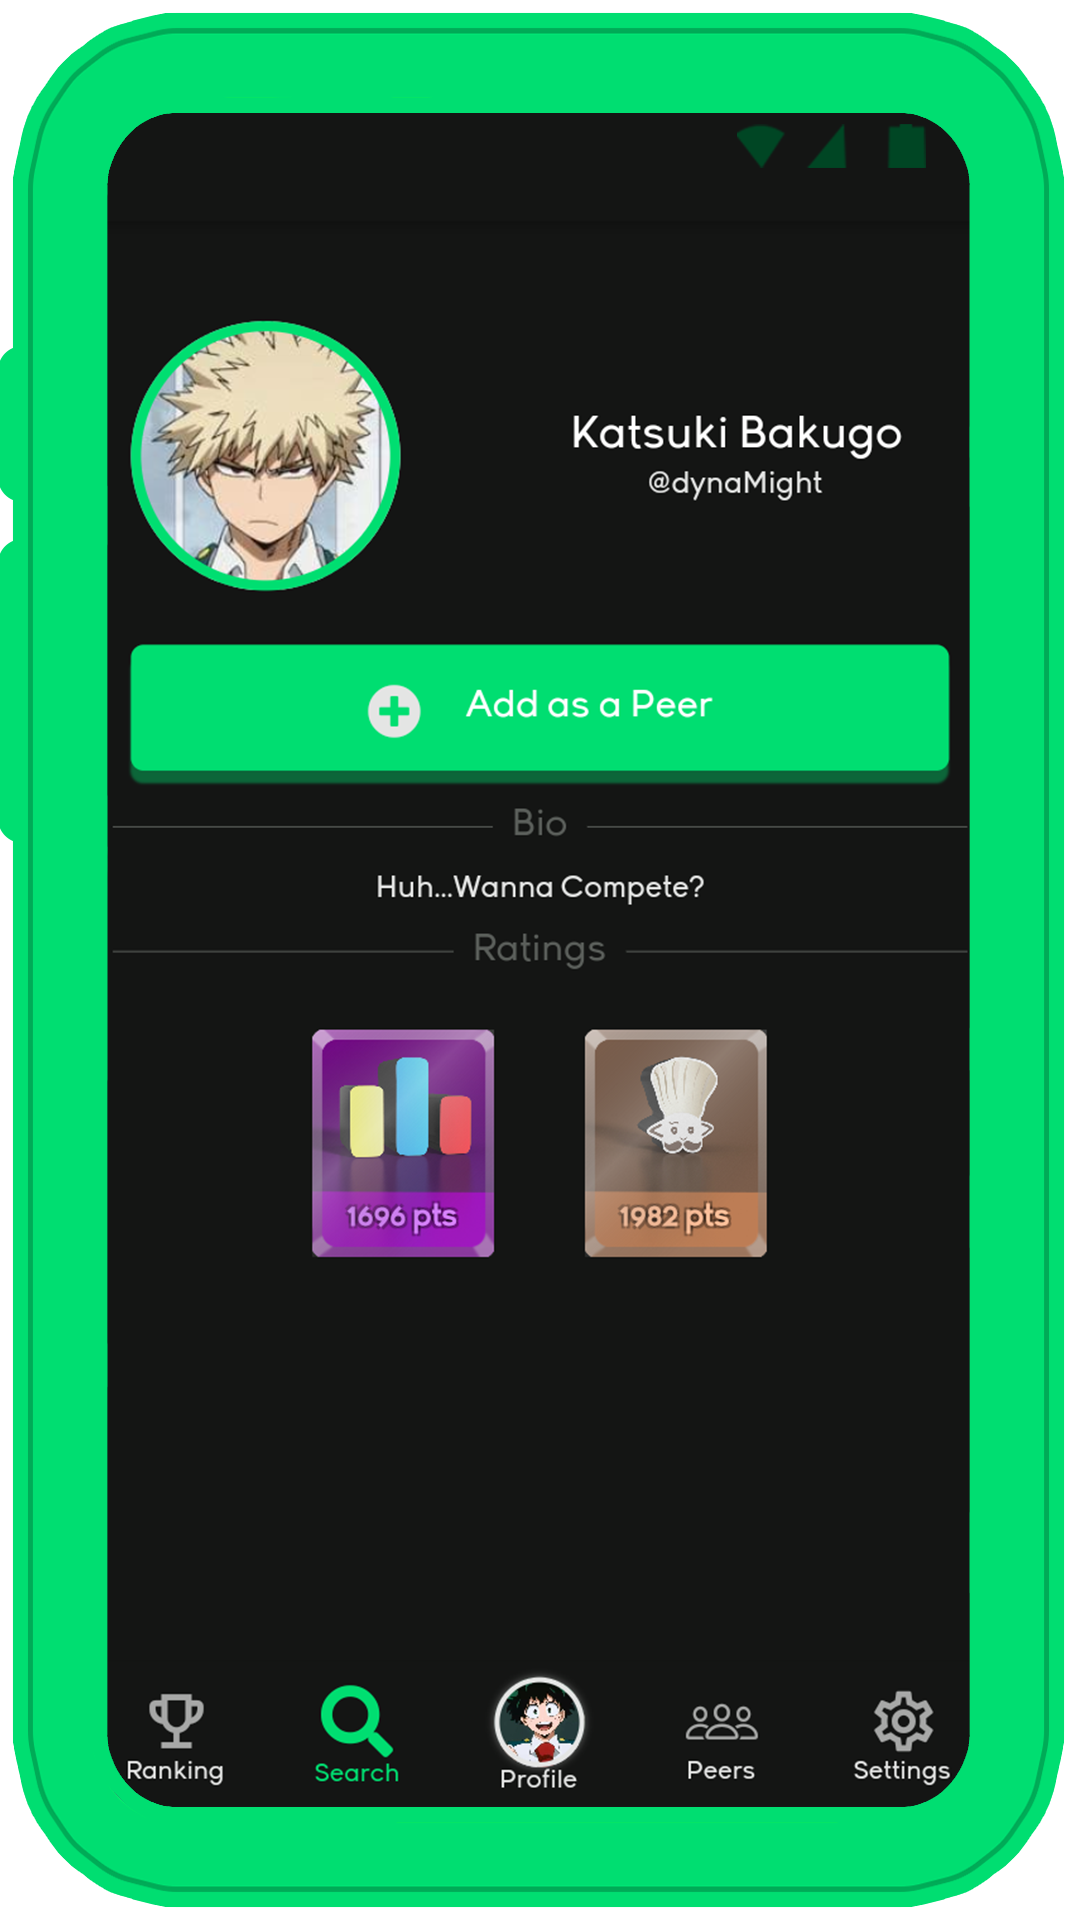 Katsuki Bakugo
@dynaMight
Add as a Peer
Bio
Huh...Wanna Compete?
Ratings
1696 pts
1982 pts
Ranking
Search
Profile
Peers
Settings